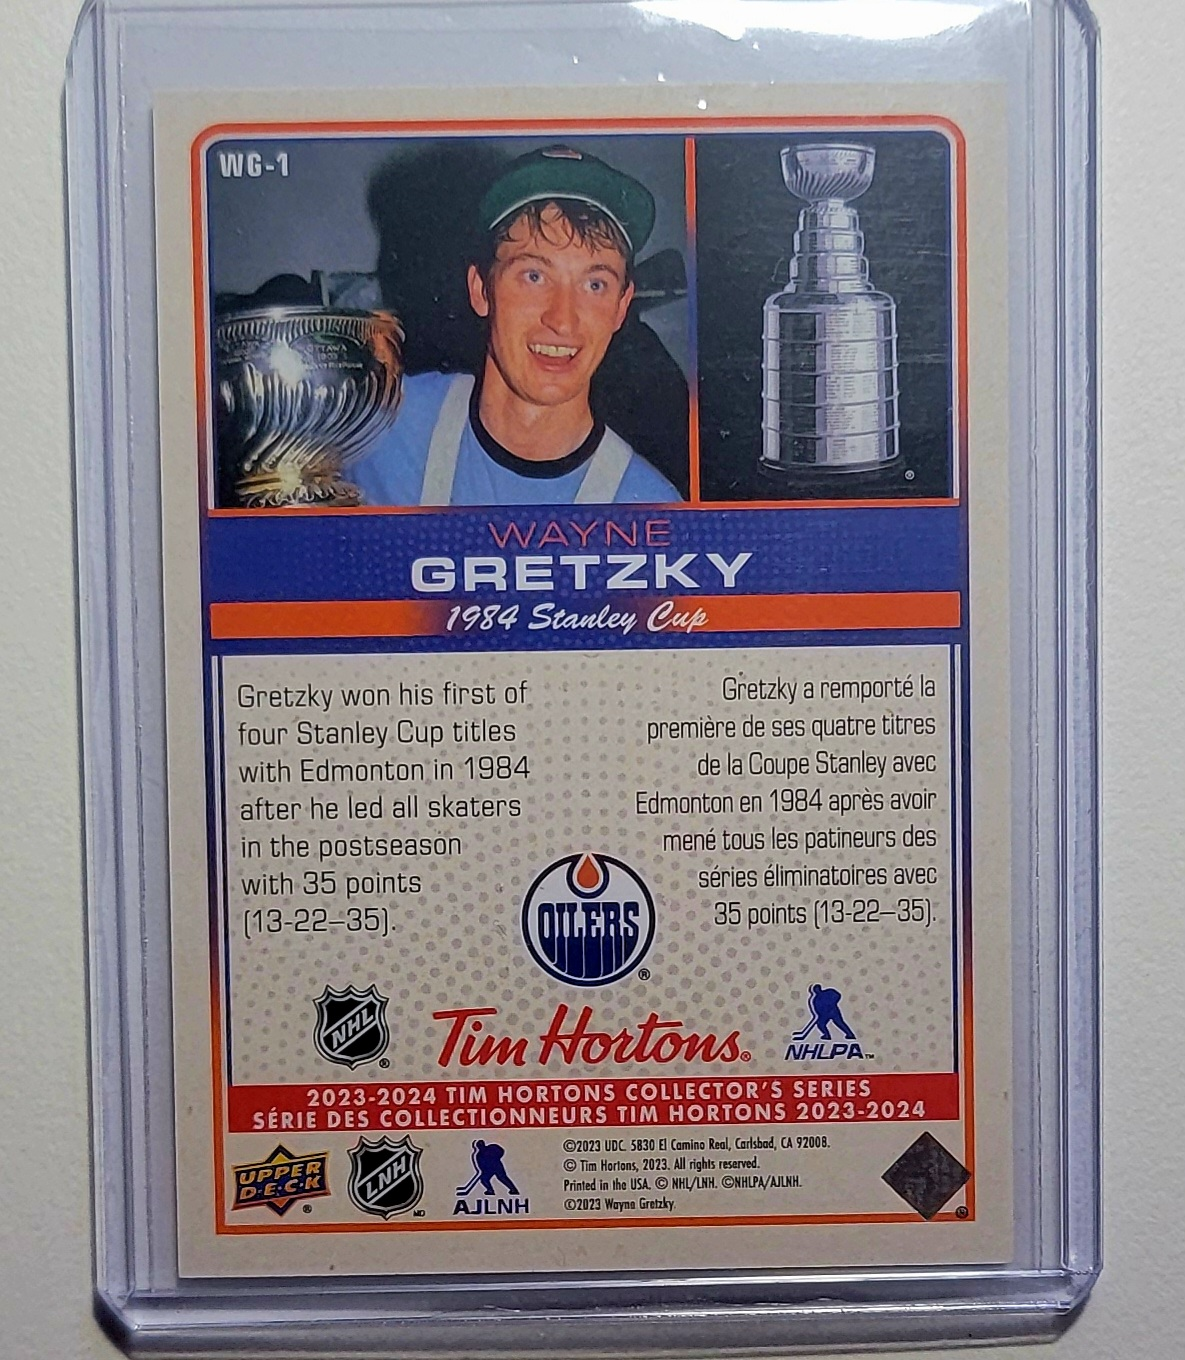 WG-1
WAYNE
GRETZKY
1984 Stanley Cup
Gretzky won his first of
four Stanley Cup titles
with Edmonton in 1984
after he led all skaters
in the postseason
with 35 points
(13-22–35).
Gretzky a remporté la
première de ses quatre titres
de la Coupe Stanley avec
Edmonton en 1984 après avoir
mené tous les patineurs des
séries éliminatoires avec
35 points (13-22–35).
OILERS®
NHL®
Tim Hortons®
NHLPA™
2023-2024 TIM HORTONS COLLECTOR'S SERIES
SÉRIE DES COLLECTIONNEURS TIM HORTONS 2023-2024
UPPER
D·E·C·K®
LNH MD
AJLNH
©2023 UDC. 5830 El Camino Real, Carlsbad, CA 92008.
© Tim Hortons, 2023. All rights reserved.
Printed in the USA. © NHL/LNH. ©NHLPA/AJLNH.
©2023 Wayne Gretzky.